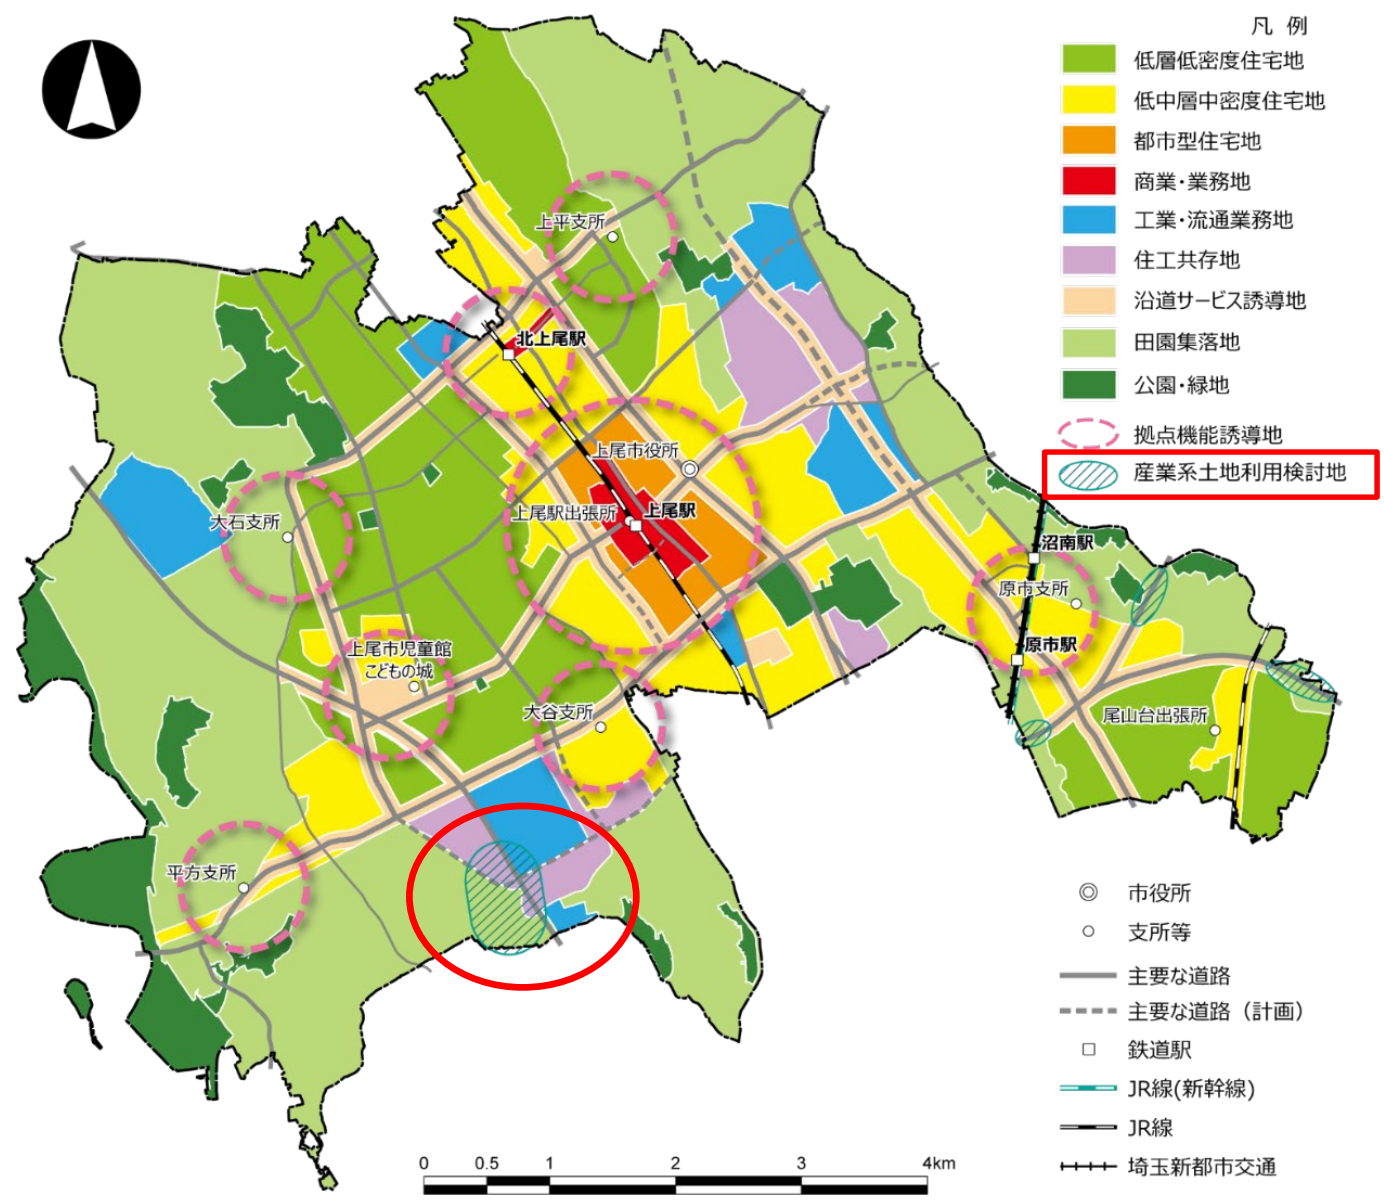 凡 例
低層低密度住宅地
低中層中密度住宅地
都市型住宅地
商業・業務地
工業・流通業務地
住工共存地
沿道サービス誘導地
田園集落地
公園・緑地
拠点機能誘導地
産業系土地利用検討地
上平支所
北上尾駅
上尾市役所
上尾駅出張所
上尾駅
大石支所
沼南駅
原市支所
原市駅
上尾市児童館
こどもの城
大谷支所
尾山台出張所
平方支所
市役所
支所等
主要な道路
主要な道路（計画）
鉄道駅
JR線(新幹線)
JR線
埼玉新都市交通
0 0.5 1 2 3 4km